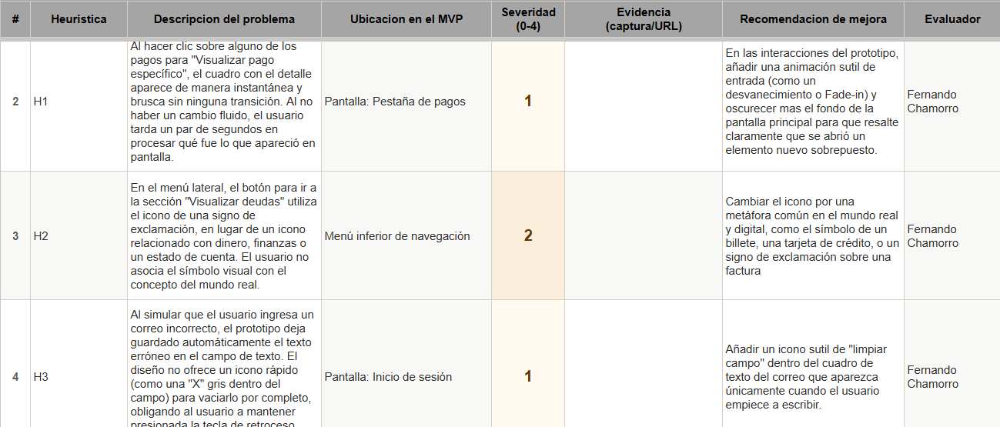 #
Heuristica
Descripcion del problema
Ubicacion en el MVP
Severidad
(0-4)
Evidencia
(captura/URL)
Recomendacion de mejora
Evaluador
2
H1
Al hacer clic sobre alguno de los
pagos para "Visualizar pago
específico", el cuadro con el detalle
aparece de manera instantánea y
brusca sin ninguna transición. Al no
haber un cambio fluido, el usuario
tarda un par de segundos en
procesar qué fue lo que apareció en
pantalla.
Pantalla: Pestaña de pagos
1
En las interacciones del prototipo,
añadir una animación sutil de
entrada (como un
desvanecimiento o Fade-in) y
oscurecer mas el fondo de la
pantalla principal para que resalte
claramente que se abrió un
elemento nuevo sobrepuesto.
Fernando
Chamorro
3
H2
En el menú lateral, el botón para ir a
la sección "Visualizar deudas" utiliza
el icono de una signo de
exclamación, en lugar de un icono
relacionado con dinero, finanzas o
un estado de cuenta. El usuario no
asocia el símbolo visual con el
concepto del mundo real.
Menú inferior de navegación
2
Cambiar el icono por una
metáfora común en el mundo real
y digital, como el símbolo de un
billete, una tarjeta de crédito, o un
signo de exclamación sobre una
factura
Fernando
Chamorro
4
H3
Al simular que el usuario ingresa un
correo incorrecto, el prototipo deja
guardado automáticamente el texto
erróneo en el campo de texto. El
diseño no ofrece un icono rápido
(como una "X" gris dentro del
campo) para vaciarlo por completo,
obligando al usuario a mantener
presionada la tecla de retroceso
Pantalla: Inicio de sesión
1
Añadir un icono sutil de "limpiar
campo" dentro del cuadro de
texto del correo que aparezca
únicamente cuando el usuario
empiece a escribir.
Fernando
Chamorro